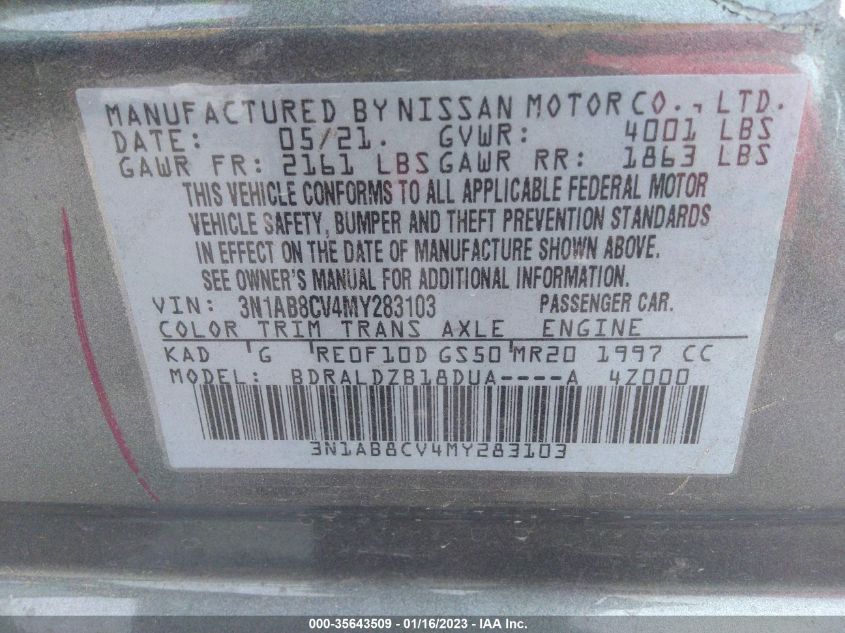 MANUFACTURED BY NISSAN MOTOR CO., LTD.
DATE: 05/21. GVWR: 4001 LBS
GAWR FR: 2161 LBS GAWR RR: 1863 LBS
THIS VEHICLE CONFORMS TO ALL APPLICABLE FEDERAL MOTOR
VEHICLE SAFETY, BUMPER AND THEFT PREVENTION STANDARDS
IN EFFECT ON THE DATE OF MANUFACTURE SHOWN ABOVE.
SEE OWNER'S MANUAL FOR ADDITIONAL INFORMATION.
VIN: 3N1AB8CV4MY283103 PASSENGER CAR.
COLOR TRIM TRANS AXLE ENGINE
KAD G RE0F10D GS50 MR20 1997 CC
MODEL: BDRALDZB18DUA----A 4Z000
3N1AB8CV4MY283103
000-35643509 - 01/16/2023 - © IAA Inc.